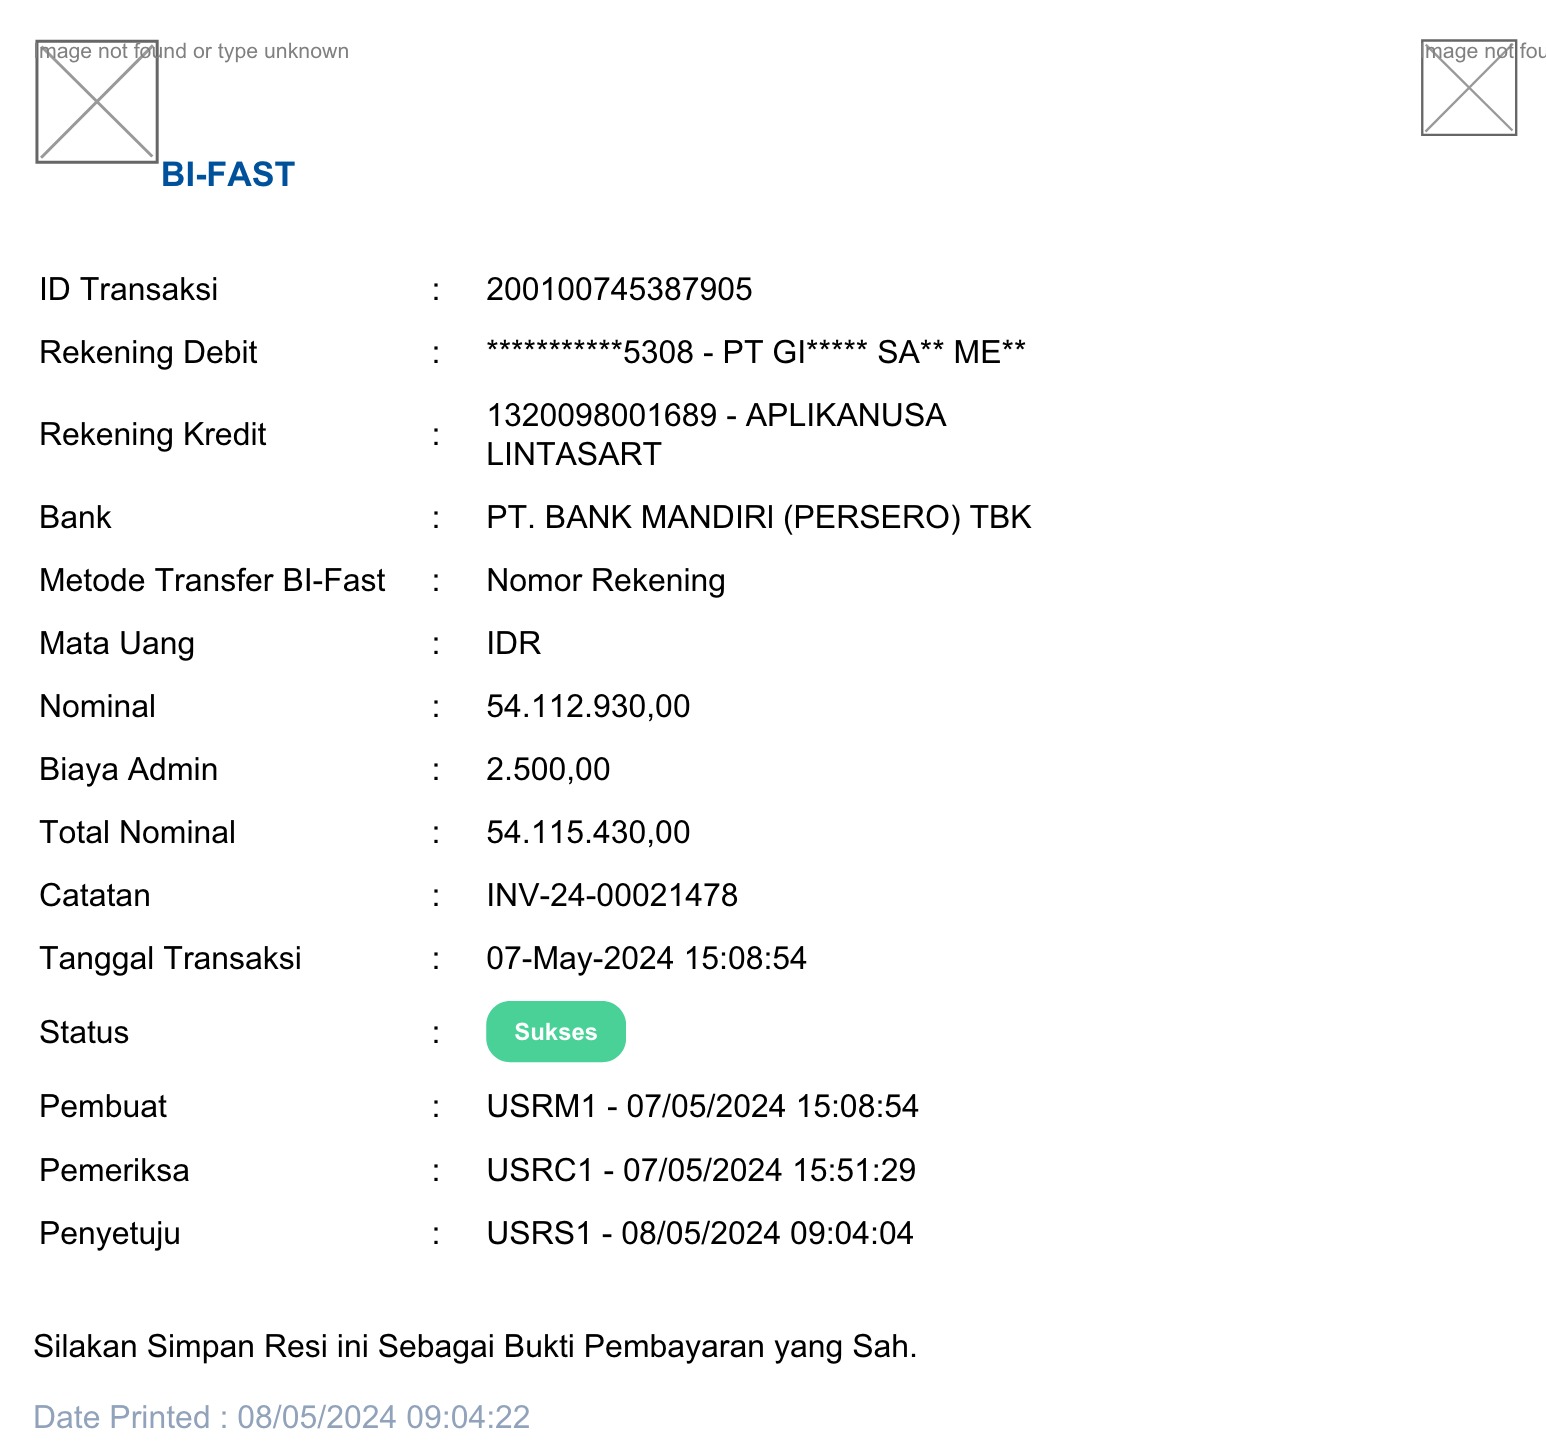 Image not found or type unknown
Image not fou
BI-FAST
ID Transaksi : 200100745387905
Rekening Debit : ***********5308 - PT GI***** SA** ME**
Rekening Kredit : 1320098001689 - APLIKANUSA
LINTASART
Bank : PT. BANK MANDIRI (PERSERO) TBK
Metode Transfer BI-Fast : Nomor Rekening
Mata Uang : IDR
Nominal : 54.112.930,00
Biaya Admin : 2.500,00
Total Nominal : 54.115.430,00
Catatan : INV-24-00021478
Tanggal Transaksi : 07-May-2024 15:08:54
Status : Sukses
Pembuat : USRM1 - 07/05/2024 15:08:54
Pemeriksa : USRC1 - 07/05/2024 15:51:29
Penyetuju : USRS1 - 08/05/2024 09:04:04
Silakan Simpan Resi ini Sebagai Bukti Pembayaran yang Sah.
Date Printed : 08/05/2024 09:04:22